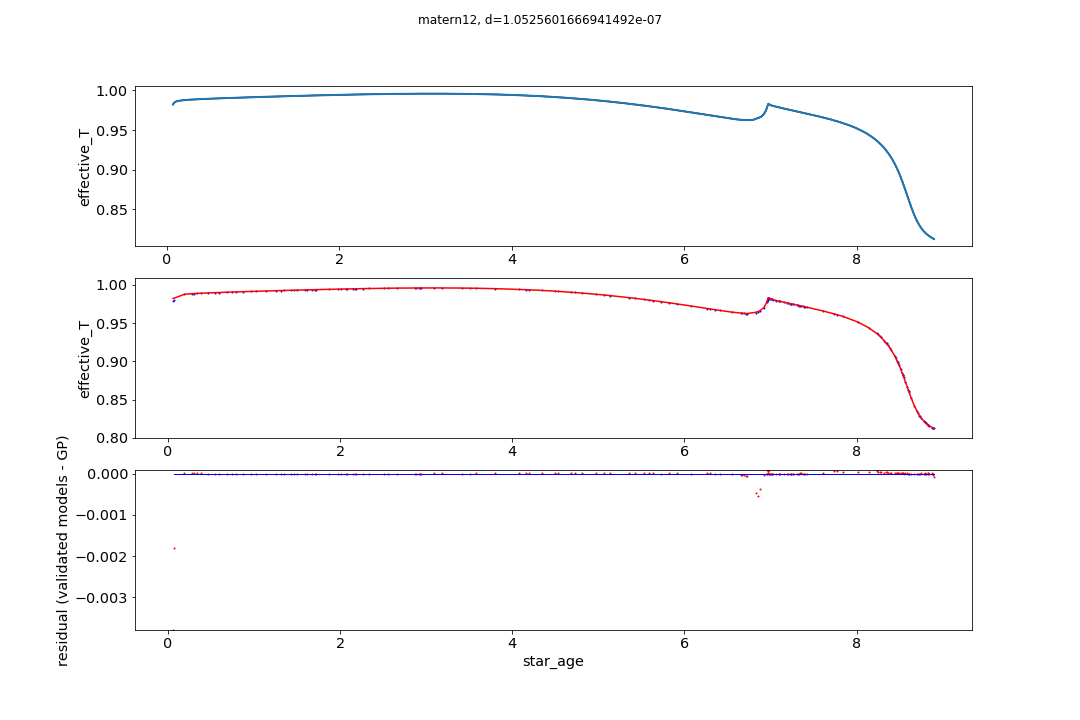 matern12, d=1.0525601666941492e-07
effective_T
1.00
0.95
0.90
0.85
0 2 4 6 8
effective_T
1.00
0.95
0.90
0.85
0.80
0 2 4 6 8
residual (validated models - GP)
0.000
−0.001
−0.002
−0.003
0 2 4 6 8
star_age